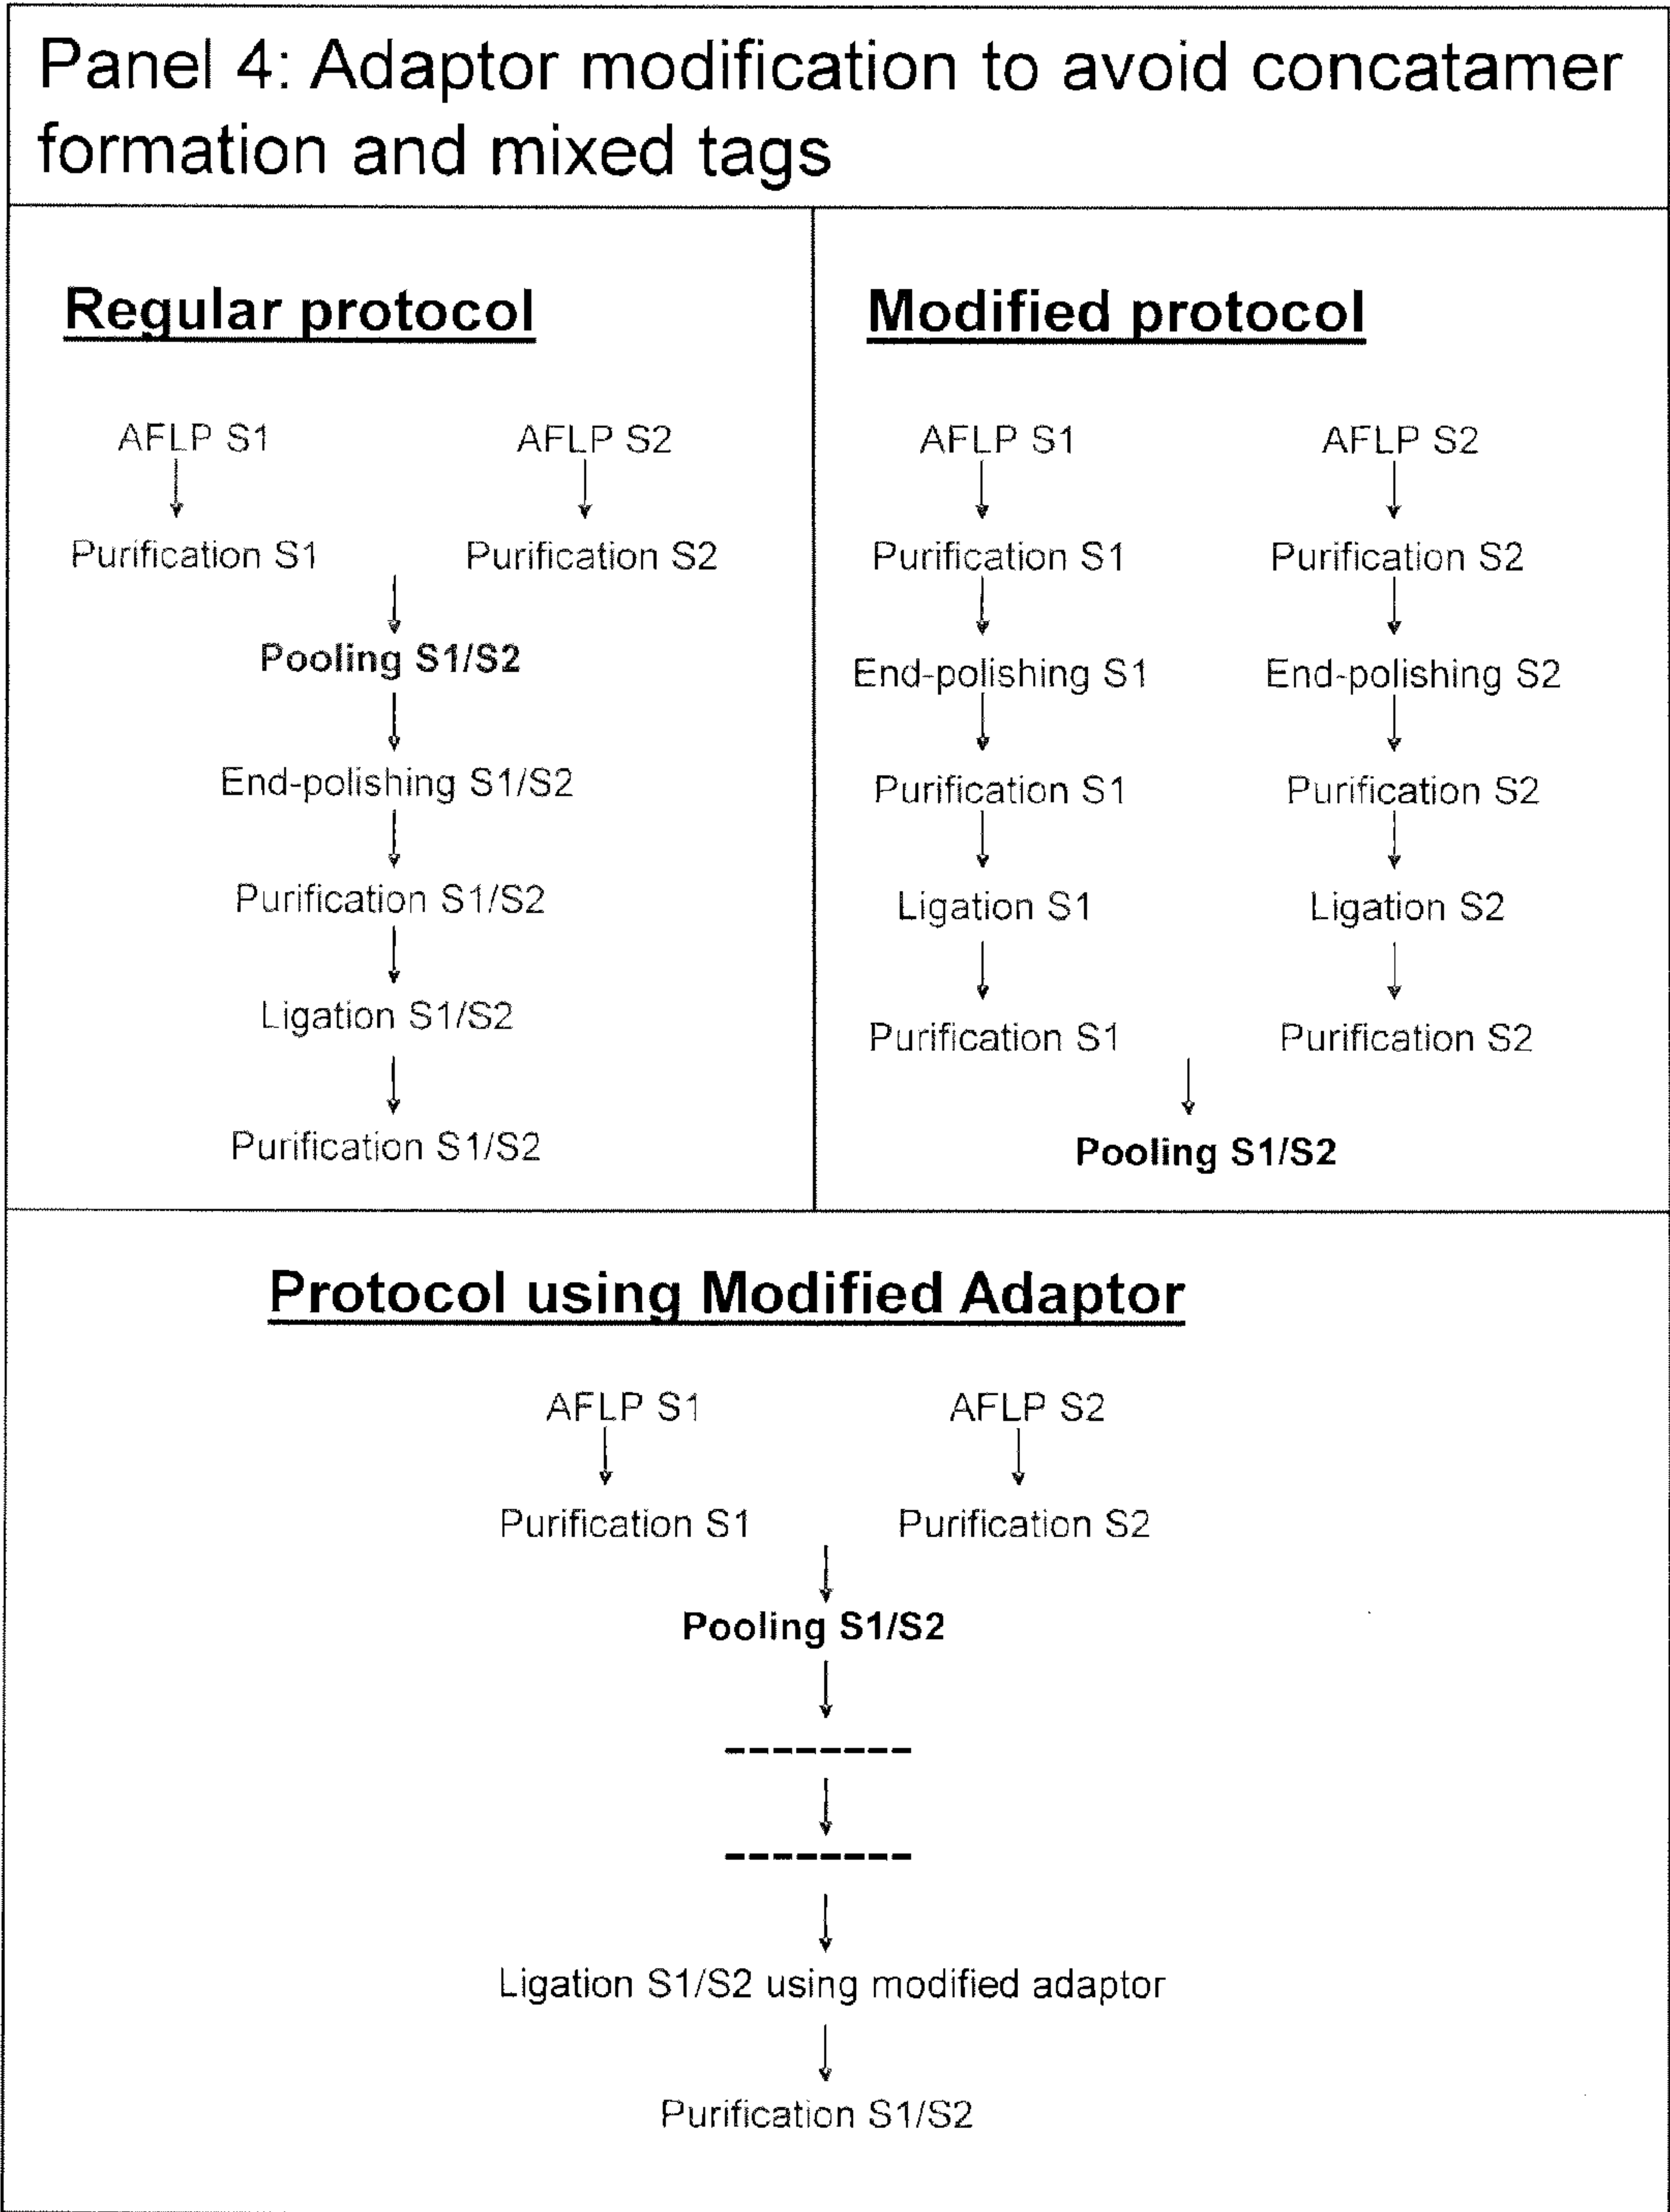 Panel 4: Adaptor modification to avoid concatamer
formation and mixed tags
Regular protocol
AFLP S1
AFLP S2
Purification S1
Purification S2
Pooling S1/S2
End-polishing S1/S2
Purification S1/S2
Ligation S1/S2
Purification S1/S2
Modified protocol
AFLP S1
AFLP S2
Purification S1
Purification S2
End-polishing S1
End-polishing S2
Purification S1
Purification S2
Ligation S1
Ligation S2
Purification S1
Purification S2
Pooling S1/S2
Protocol using Modified Adaptor
AFLP S1
AFLP S2
Purification S1
Purification S2
Pooling S1/S2
--------
--------
Ligation S1/S2 using modified adaptor
Purification S1/S2